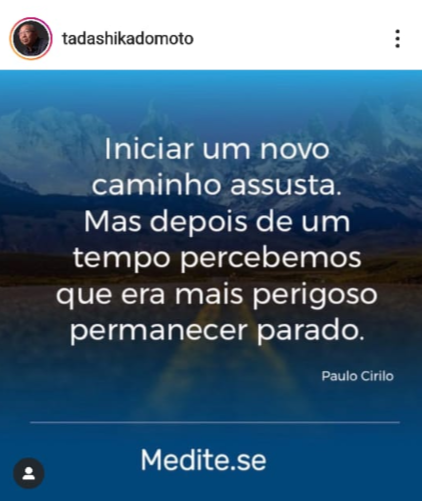 tadashikadomoto
Iniciar um novo
caminho assusta.
Mas depois de um
tempo percebemos
que era mais perigoso
permanecer parado.
Paulo Cirilo
Medite.se